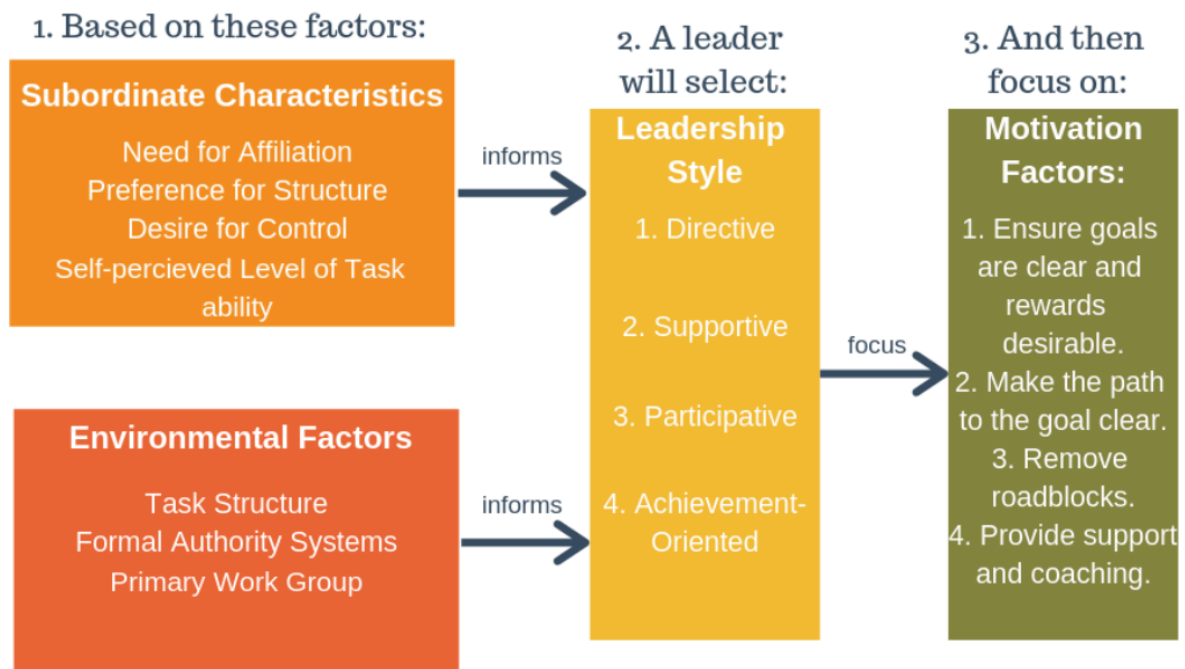 1. Based on these factors:
Subordinate Characteristics
Need for Affiliation
Preference for Structure
Desire for Control
Self-percieved Level of Task
ability
Environmental Factors
Task Structure
Formal Authority Systems
Primary Work Group
informs
informs
2. A leader
will select:
Leadership
Style
1. Directive
2. Supportive
3. Participative
4. Achievement-
Oriented
focus
3. And then
focus on:
Motivation
Factors:
1. Ensure goals
are clear and
rewards
desirable.
2. Make the path
to the goal clear.
3. Remove
roadblocks.
4. Provide support
and coaching.